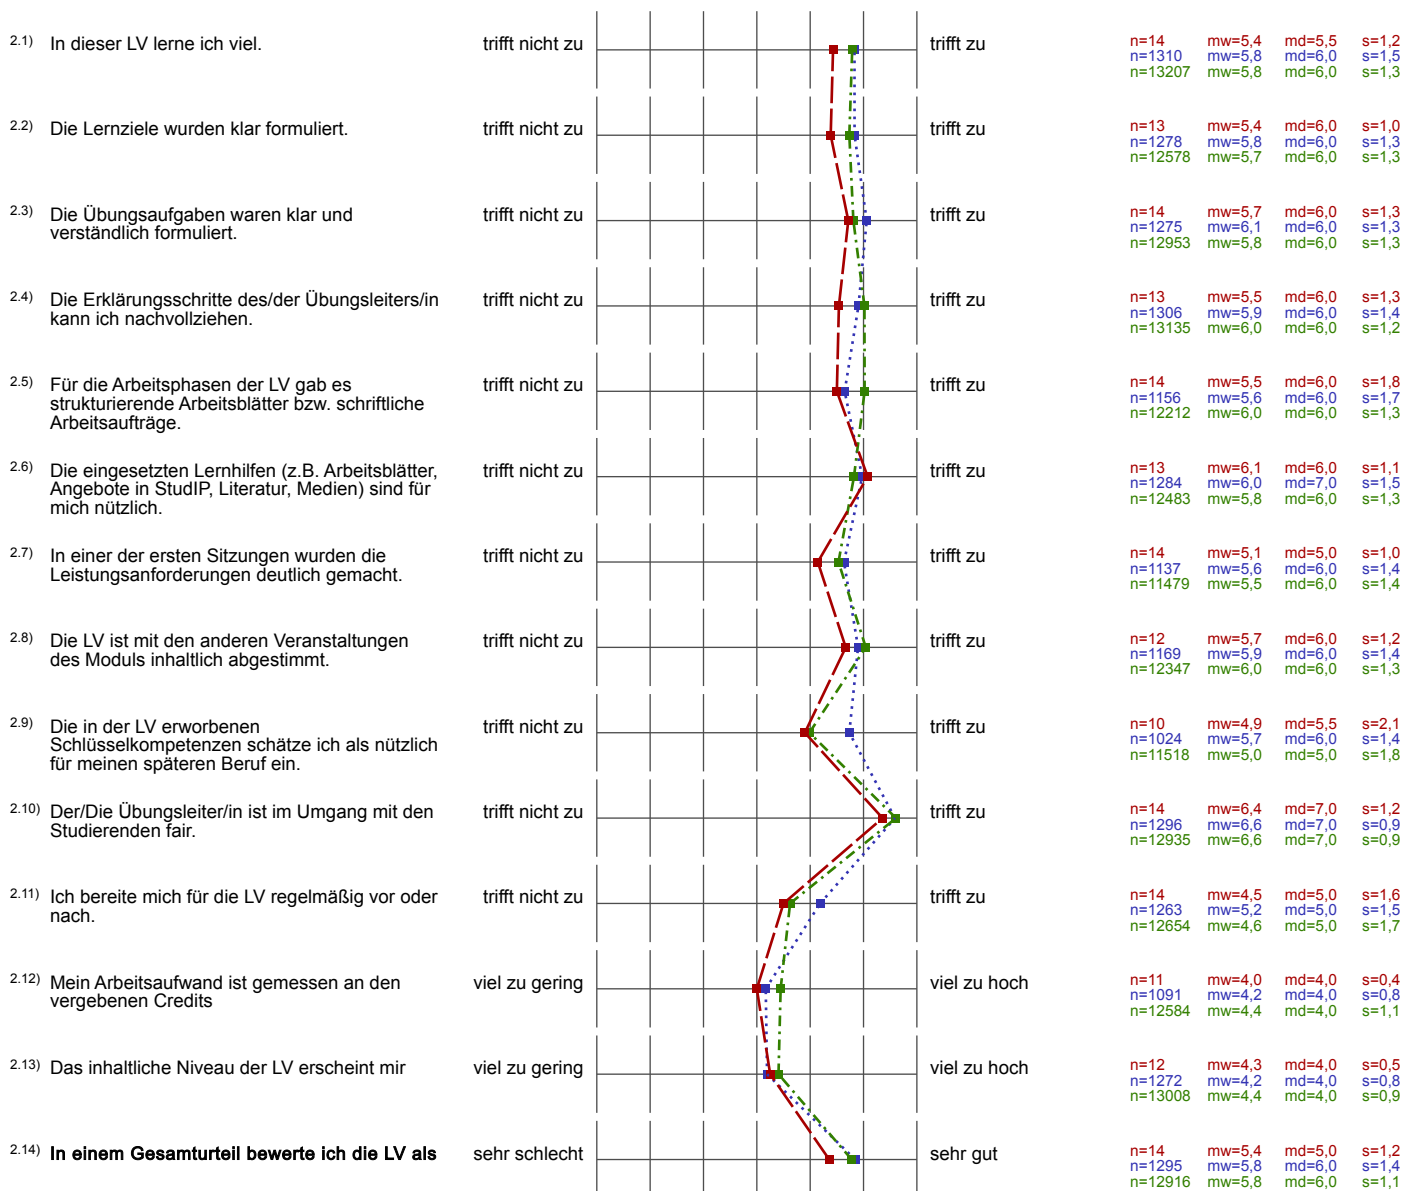 2.1) In dieser LV lerne ich viel. trifft nicht zu trifft zu n=14 mw=5,4 md=5,5 s=1,2
n=1310 mw=5,8 md=6,0 s=1,5
n=13207 mw=5,8 md=6,0 s=1,3
2.2) Die Lernziele wurden klar formuliert. trifft nicht zu trifft zu n=13 mw=5,4 md=6,0 s=1,0
n=1278 mw=5,8 md=6,0 s=1,3
n=12578 mw=5,7 md=6,0 s=1,3
2.3) Die Übungsaufgaben waren klar und trifft nicht zu trifft zu n=14 mw=5,7 md=6,0 s=1,3
verständlich formuliert. n=1275 mw=6,1 md=6,0 s=1,3
n=12953 mw=5,8 md=6,0 s=1,3
2.4) Die Erklärungsschritte des/der Übungsleiters/in trifft nicht zu trifft zu n=13 mw=5,5 md=6,0 s=1,3
kann ich nachvollziehen. n=1306 mw=5,9 md=6,0 s=1,4
n=13135 mw=6,0 md=6,0 s=1,2
2.5) Für die Arbeitsphasen der LV gab es trifft nicht zu trifft zu n=14 mw=5,5 md=6,0 s=1,8
strukturierende Arbeitsblätter bzw. schriftliche n=1156 mw=5,6 md=6,0 s=1,7
Arbeitsaufträge. n=12212 mw=6,0 md=6,0 s=1,3
2.6) Die eingesetzten Lernhilfen (z.B. Arbeitsblätter, trifft nicht zu trifft zu n=13 mw=6,1 md=6,0 s=1,1
Angebote in StudIP, Literatur, Medien) sind für n=1284 mw=6,0 md=7,0 s=1,5
mich nützlich. n=12483 mw=5,8 md=6,0 s=1,3
2.7) In einer der ersten Sitzungen wurden die trifft nicht zu trifft zu n=14 mw=5,1 md=5,0 s=1,0
Leistungsanforderungen deutlich gemacht. n=1137 mw=5,6 md=6,0 s=1,4
n=11479 mw=5,5 md=6,0 s=1,4
2.8) Die LV ist mit den anderen Veranstaltungen trifft nicht zu trifft zu n=12 mw=5,7 md=6,0 s=1,2
des Moduls inhaltlich abgestimmt. n=1169 mw=5,9 md=6,0 s=1,4
n=12347 mw=6,0 md=6,0 s=1,3
2.9) Die in der LV erworbenen trifft nicht zu trifft zu n=10 mw=4,9 md=5,5 s=2,1
Schlüsselkompetenzen schätze ich als nützlich n=1024 mw=5,7 md=6,0 s=1,4
für meinen späteren Beruf ein. n=11518 mw=5,0 md=5,0 s=1,8
2.10) Der/Die Übungsleiter/in ist im Umgang mit den trifft nicht zu trifft zu n=14 mw=6,4 md=7,0 s=1,2
Studierenden fair. n=1296 mw=6,6 md=7,0 s=0,9
n=12935 mw=6,6 md=7,0 s=0,9
2.11) Ich bereite mich für die LV regelmäßig vor oder trifft nicht zu trifft zu n=14 mw=4,5 md=5,0 s=1,6
nach. n=1263 mw=5,2 md=5,0 s=1,5
n=12654 mw=4,6 md=5,0 s=1,7
2.12) Mein Arbeitsaufwand ist gemessen an den viel zu gering viel zu hoch n=11 mw=4,0 md=4,0 s=0,4
vergebenen Credits n=1091 mw=4,2 md=4,0 s=0,8
n=12584 mw=4,4 md=4,0 s=1,1
2.13) Das inhaltliche Niveau der LV erscheint mir viel zu gering viel zu hoch n=12 mw=4,3 md=4,0 s=0,5
n=1272 mw=4,2 md=4,0 s=0,8
n=13008 mw=4,4 md=4,0 s=0,9
2.14) In einem Gesamturteil bewerte ich die LV als sehr schlecht sehr gut n=14 mw=5,4 md=5,0 s=1,2
n=1295 mw=5,8 md=6,0 s=1,4
n=12916 mw=5,8 md=6,0 s=1,1